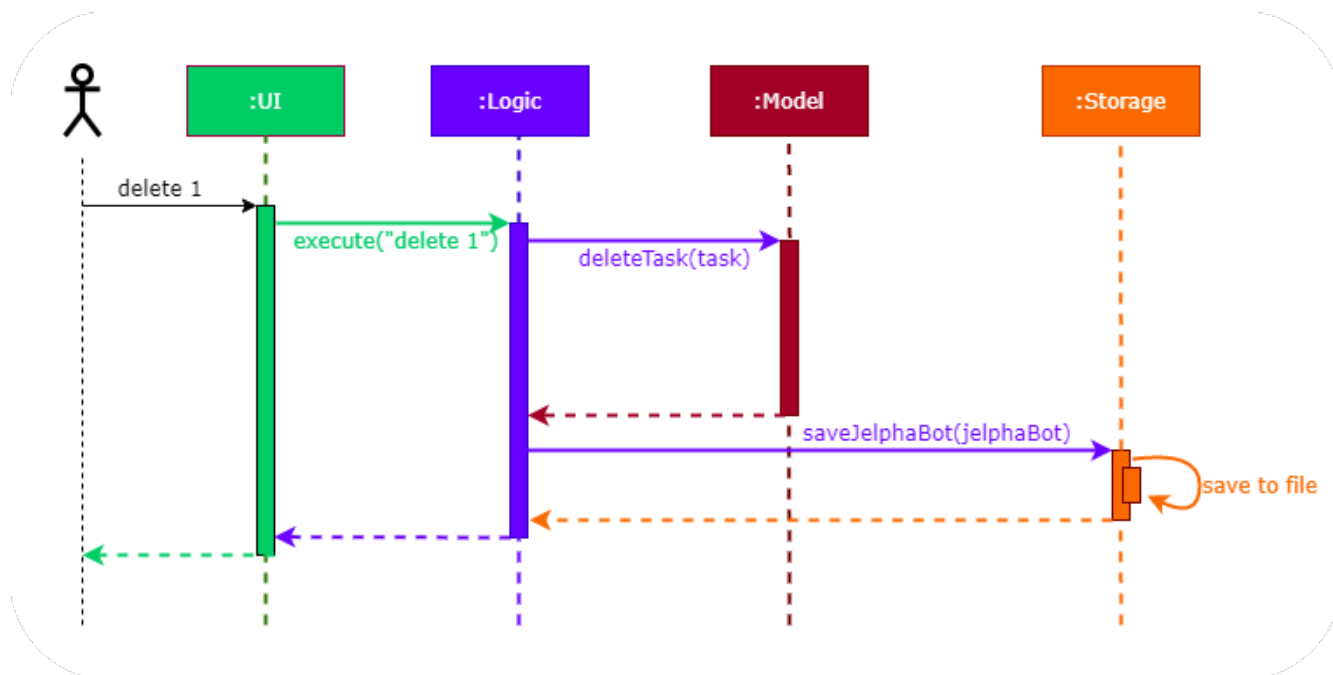 :UI
:Logic
:Model
:Storage
delete 1
execute("delete 1")
deleteTask(task)
saveJelphaBot(jelphaBot)
save to file